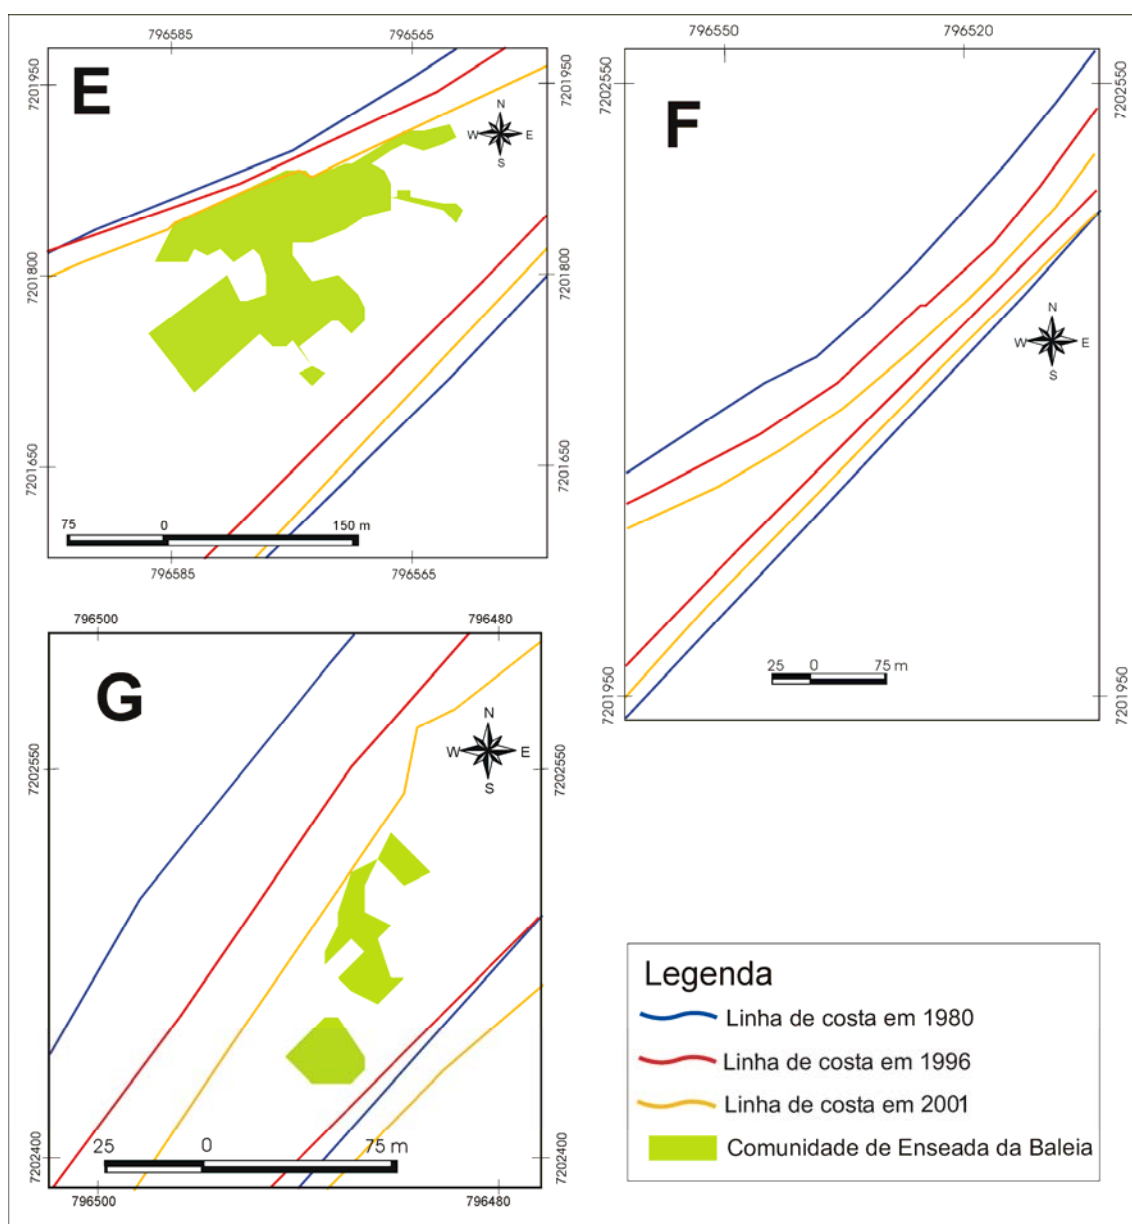 796585
796565
7201950
7201950
E
N
W
E
S
7201800
7201800
7201650
7201650
75
0
150 m
796585
796565
796550
796520
7202550
7202550
F
N
W
E
S
25
0
75 m
7201950
7201950
796500
796480
G
N
W
E
S
7202550
7202550
25
0
75 m
7202400
7202400
796500
796480
Legenda
Linha de costa em 1980
Linha de costa em 1996
Linha de costa em 2001
Comunidade de Enseada da Baleia